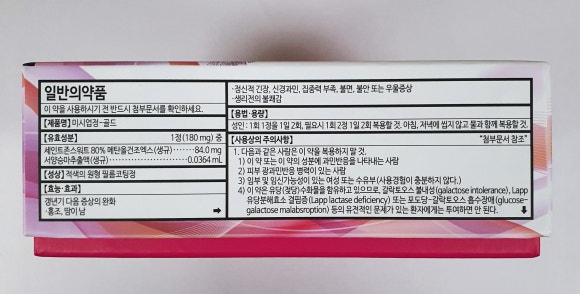 일반의약품
이 약을 사용하시기 전 반드시 첨부문서를 확인하세요.
[제품명] 미시업정-골드
[유효성분] 1정 (180 mg) 중
세인트존스워트 80% 메탄올건조엑스 (생규) 84.0 mg
서양승마추출액 (생규) 0.0364 mL
[성상] 적색의 원형 필름코팅정
[효능·효과]
갱년기 다음 증상의 완화
·홍조, 땀이 남 ➡
·정신적 긴장, 신경과민, 집중력 부족, 불면, 불안 또는 우울증상
·생리전의 불쾌감
[용법·용량]
성인 : 1회 1정을 1일 2회, 필요시 1회 2정 1일 2회 복용할 것. 아침, 저녁에 씹지 않고 물과 함께 복용할 것.
[사용상의 주의사항] "첨부문서 참조"
1. 다음과 같은 사람은 이 약을 복용하지 말 것.
1) 이 약 또는 이 약의 성분에 과민반응을 나타내는 사람
2) 피부 광과민반응 병력이 있는 사람
3) 임부 및 임신가능성이 있는 여성 또는 수유부 (사용경험이 충분하지 않다.)
4) 이 약은 유당(젖당)수화물을 함유하고 있으므로, 갈락토오스 불내성 (galactose intolerance), Lapp
유당분해효소 결핍증 (Lapp lactase deficiency) 또는 포도당-갈락토오스 흡수장애 (glucose-
galactose malabsroption) 등의 유전적인 문제가 있는 환자에게는 투여하면 안 된다. ⬇